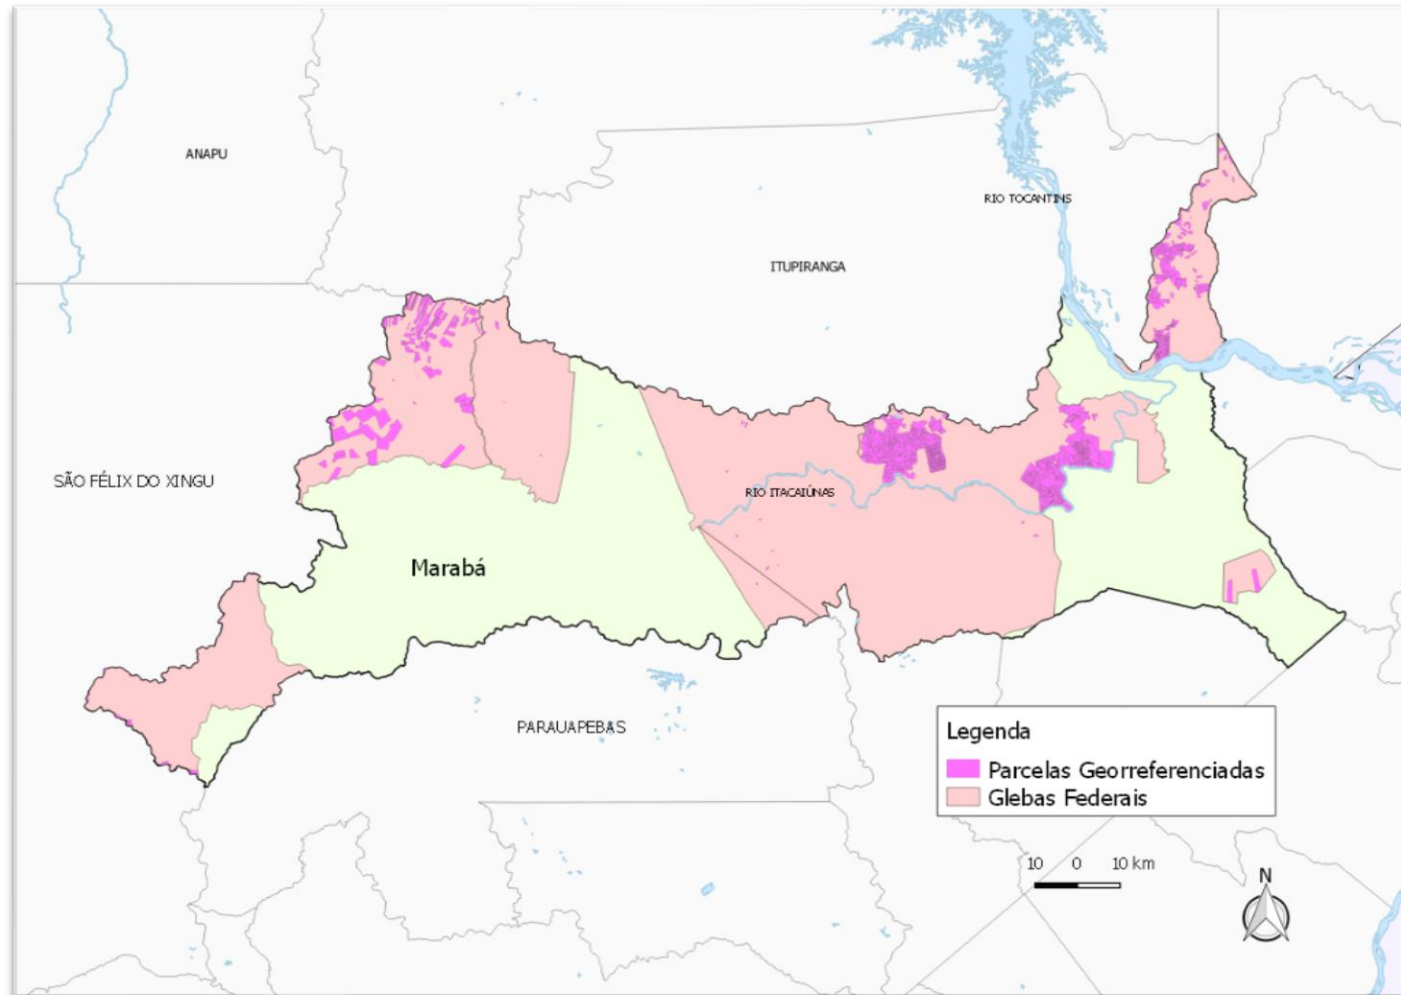 ANAPU
RIO TOCANTINS
ITUPIRANGA
SÃO FÉLIX DO XINGU
RIO ITACAIÚNAS
Marabá
PARAUAPEBAS
Legenda
Parcelas Georreferenciadas
Glebas Federais
10 0 10 km
N